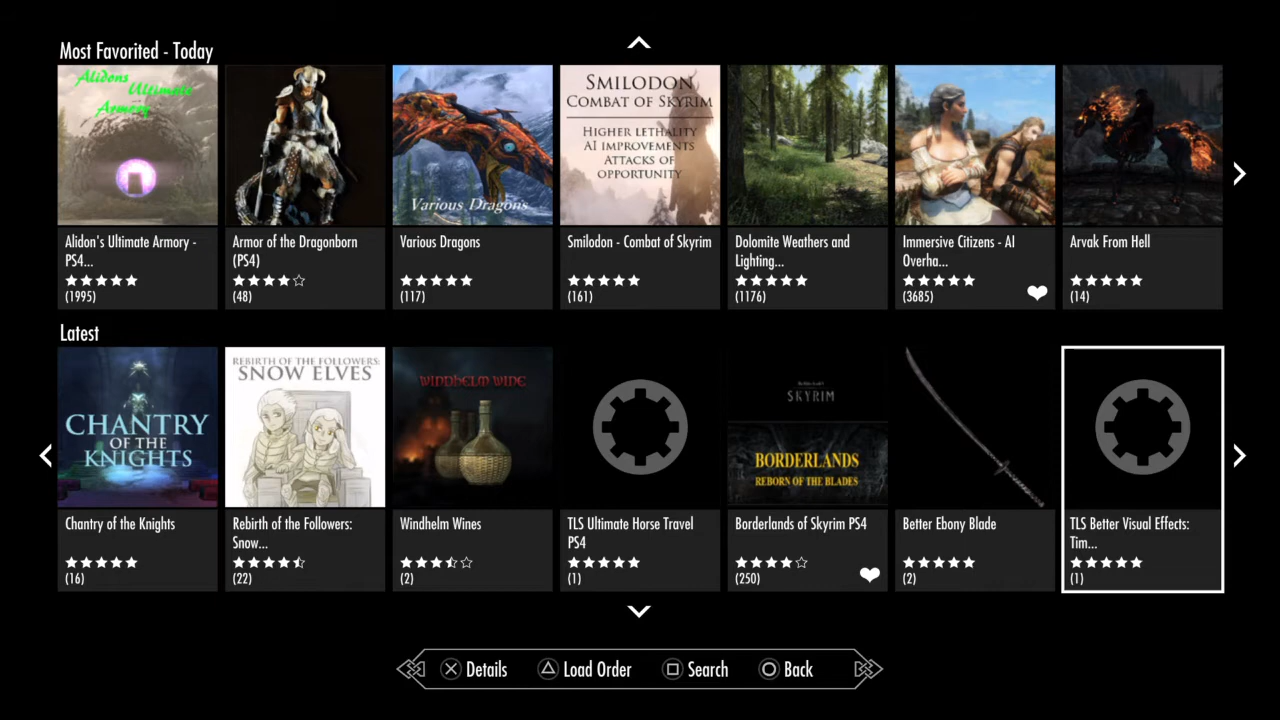 Most Favorited - Today
Alidons
Ultimate
Armory
Various Dragons
SMILODON
COMBAT OF SKYRIM
HIGHER LETHALITY
AI IMPROVEMENTS
ATTACKS OF
OPPORTUNITY
Alidon's Ultimate Armory -
PS4...
(1995)
Armor of the Dragonborn
(PS4)
(48)
Various Dragons
(117)
Smilodon - Combat of Skyrim
(161)
Dolomite Weathers and
Lighting...
(1176)
Immersive Citizens - AI
Overha...
(3685)
Arvak From Hell
(14)
Latest
CHANTRY
OF THE
KNIGHTS
REBIRTH OF THE FOLLOWERS:
SNOW ELVES
WINDHELM WINE
SKYRIM
BORDERLANDS
REBORN OF THE BLADES
Chantry of the Knights
(16)
Rebirth of the Followers:
Snow...
(22)
Windhelm Wines
(2)
TLS Ultimate Horse Travel
PS4
(1)
Borderlands of Skyrim PS4
(250)
Better Ebony Blade
(2)
TLS Better Visual Effects:
Tim...
(1)
Details
Load Order
Search
Back